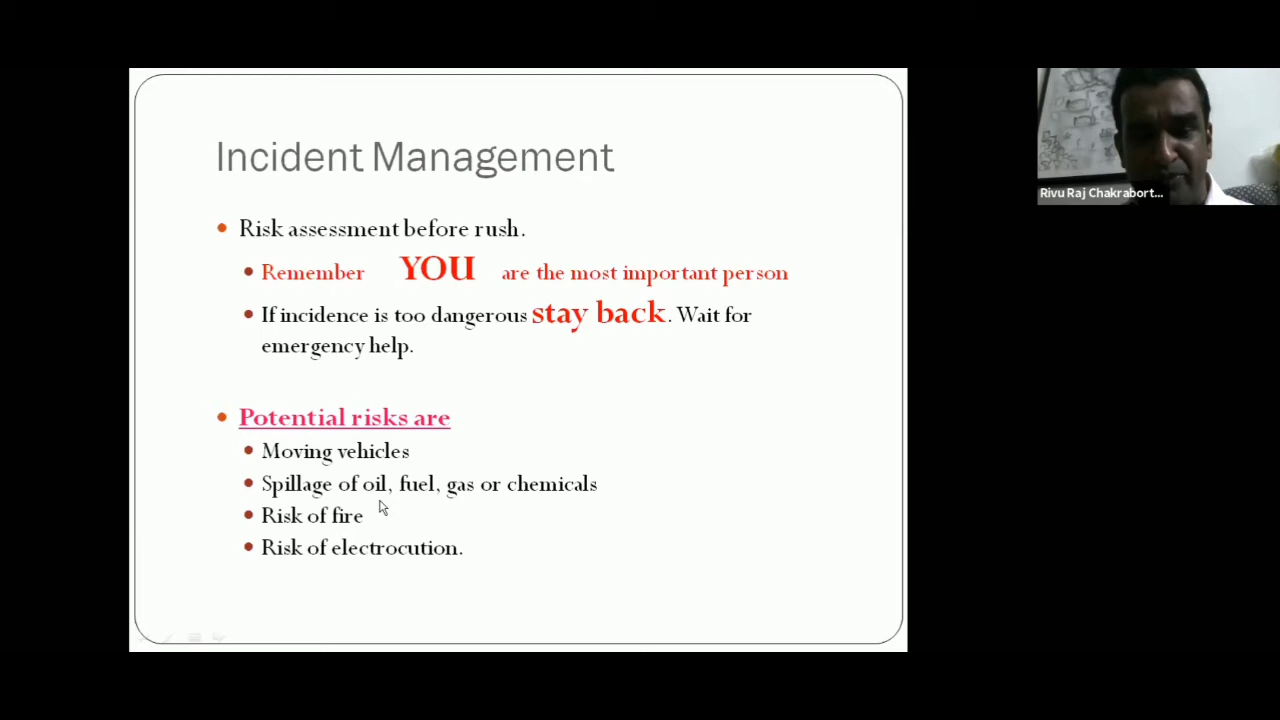 Incident Management
Risk assessment before rush.
Remember YOU are the most important person
If incidence is too dangerous stay back. Wait for
emergency help.
Potential risks are
Moving vehicles
Spillage of oil, fuel, gas or chemicals
Risk of fire
Risk of electrocution.
Rivu Raj Chakrabort...